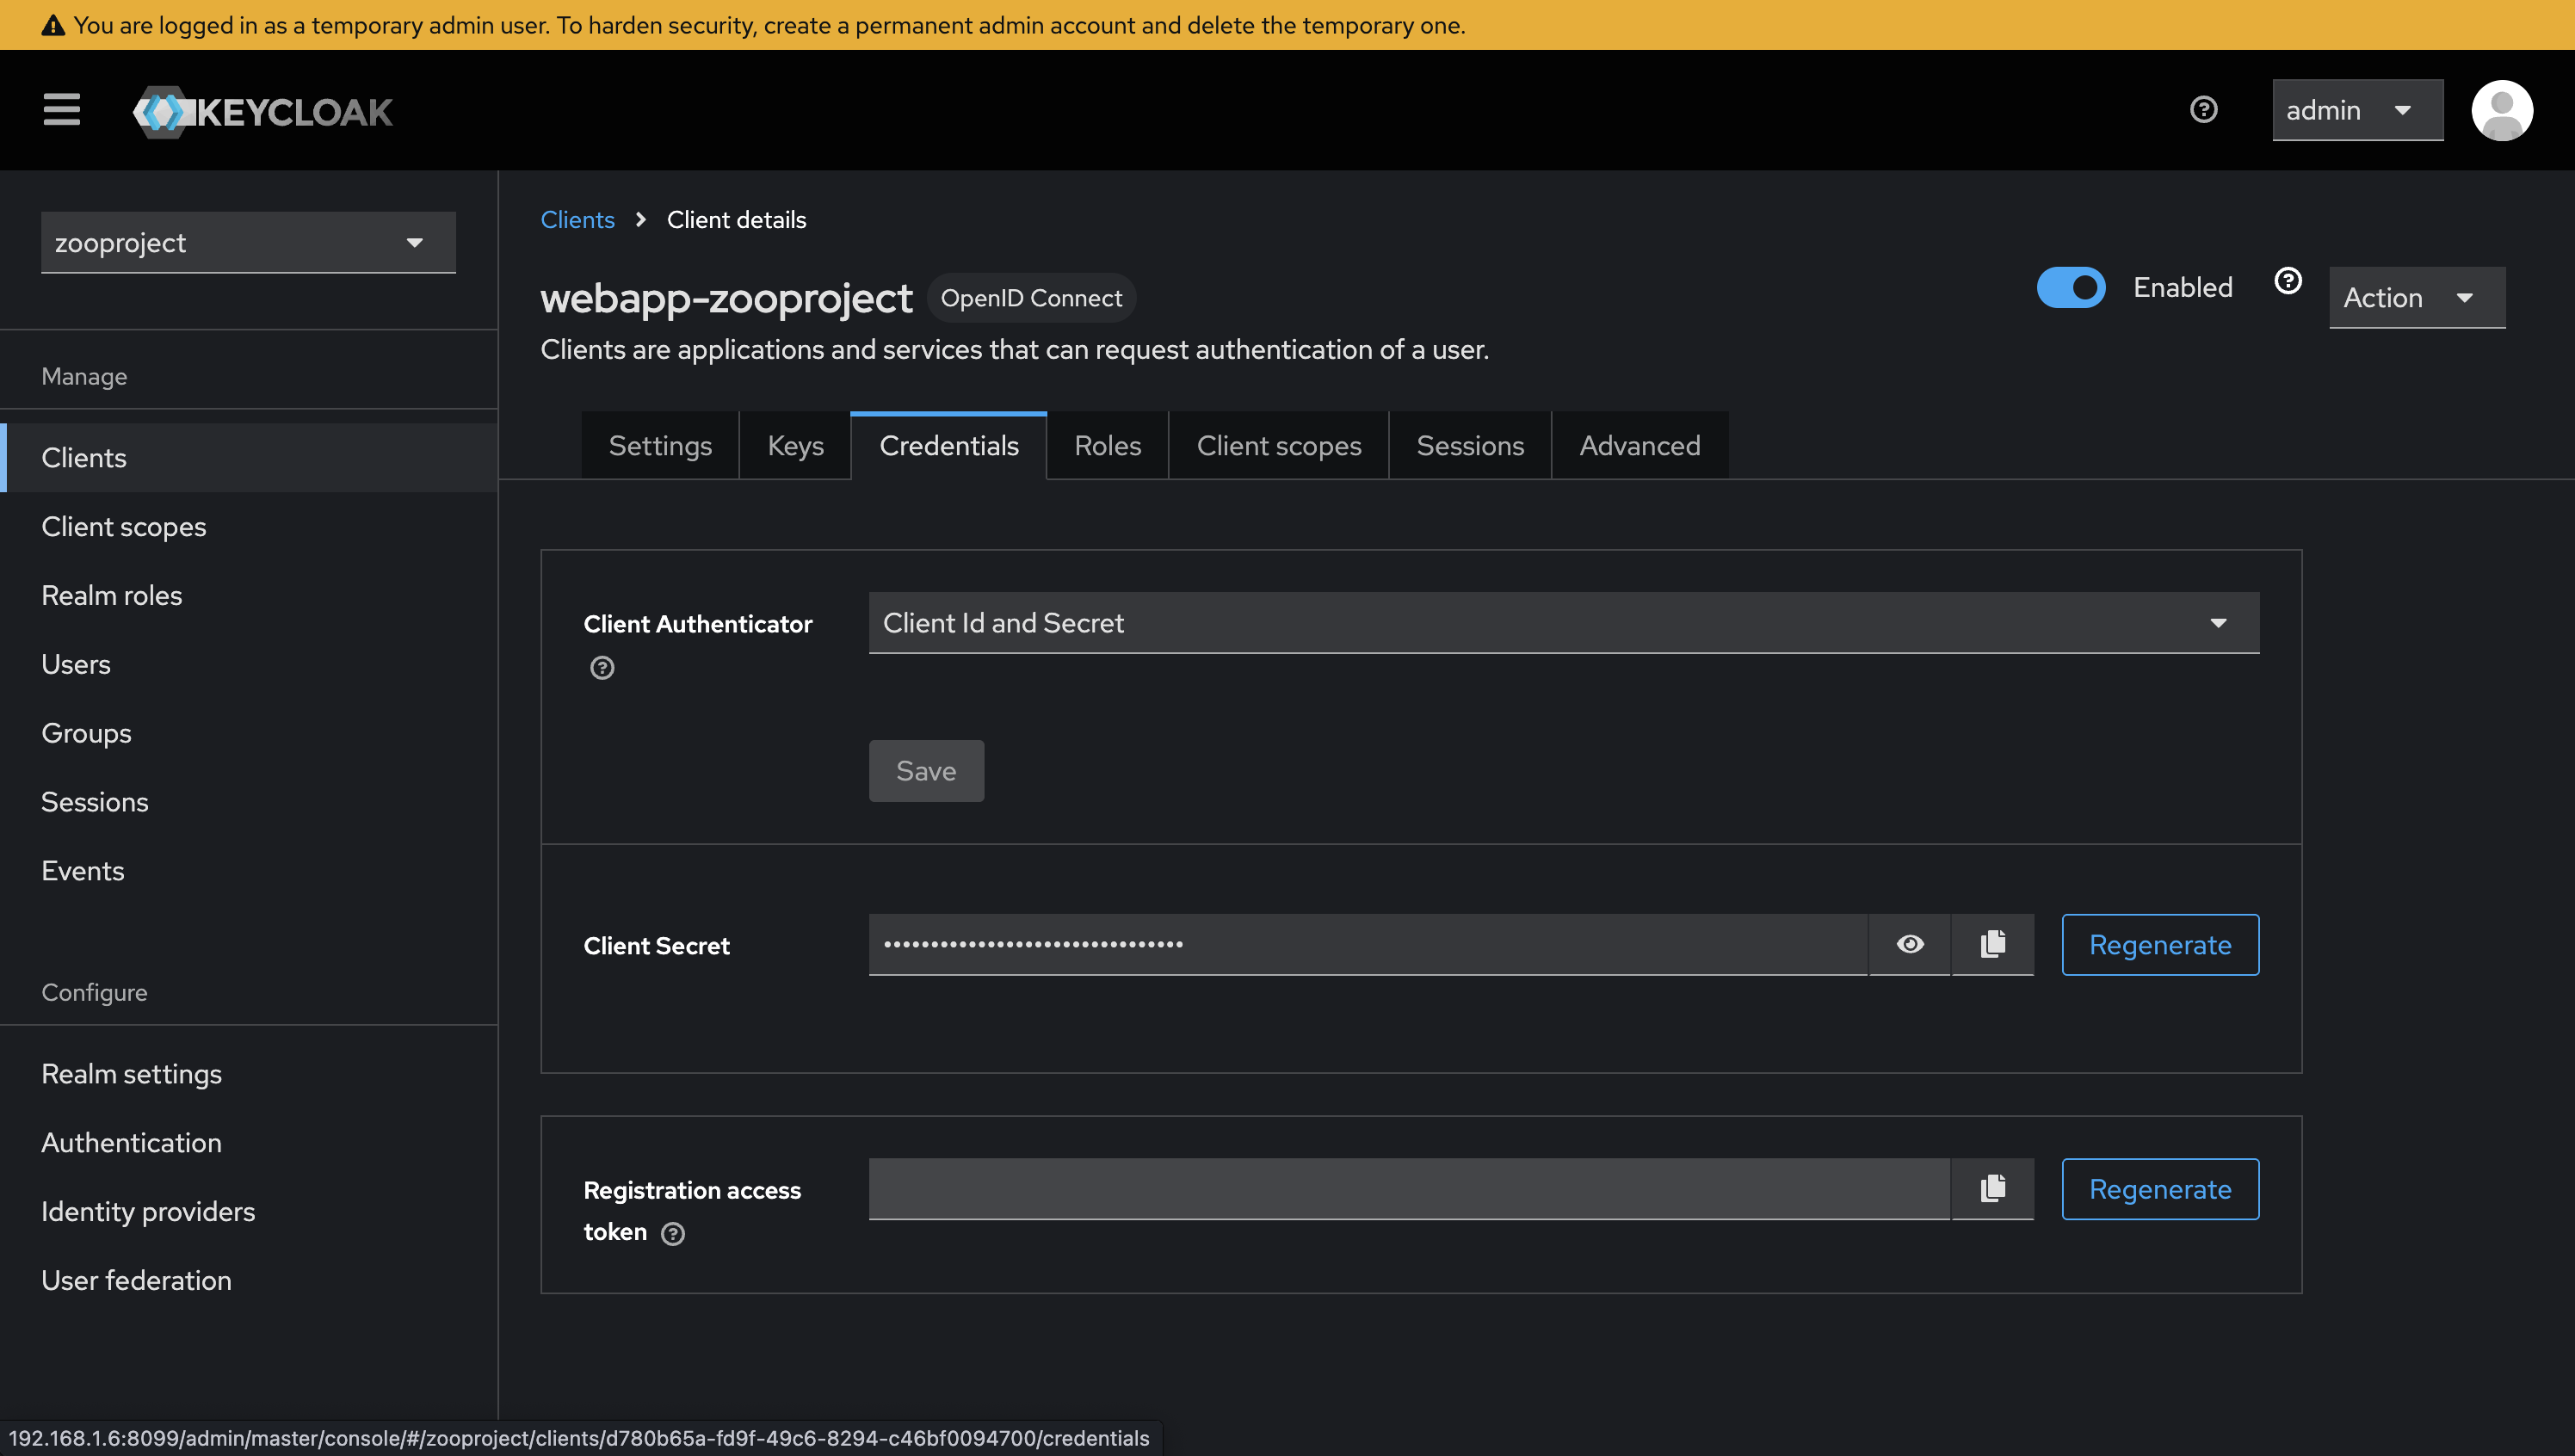 You are logged in as a temporary admin user. To harden security, create a permanent admin account and delete the temporary one.
KEYCLOAK
admin
zooproject
Manage
Clients
Client scopes
Realm roles
Users
Groups
Sessions
Events
Configure
Realm settings
Authentication
Identity providers
User federation
Clients > Client details
webapp-zooproject OpenID Connect
Enabled
Action
Clients are applications and services that can request authentication of a user.
Settings Keys Credentials Roles Client scopes Sessions Advanced
Client Authenticator
Client Id and Secret
Save
Client Secret
••••••••••••••••••••••••••••••••
Regenerate
Registration access
token
Regenerate
192.168.1.6:8099/admin/master/console/#/zooproject/clients/d780b65a-fd9f-49c6-8294-c46bf0094700/credentials